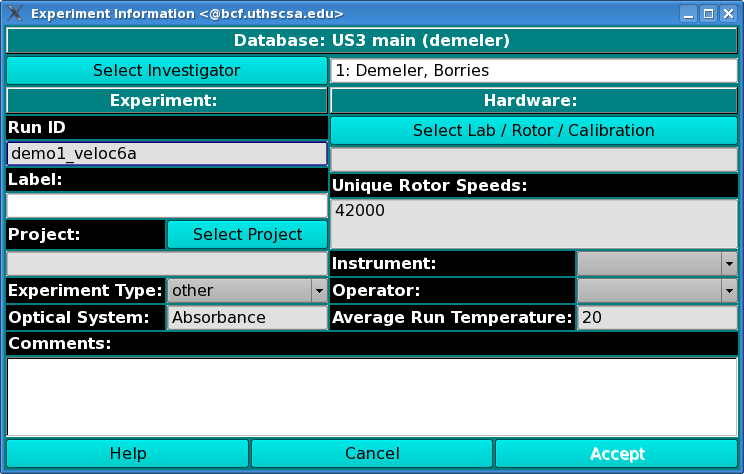 Experiment Information <@bcf.uthscsa.edu>
Database: US3 main (demeler)
Select Investigator
1: Demeler, Borries
Experiment:
Hardware:
Run ID
Select Lab / Rotor / Calibration
demo1_veloc6a
Label:
Unique Rotor Speeds:
42000
Project:
Select Project
Instrument:
Experiment Type:
other
Operator:
Optical System:
Absorbance
Average Run Temperature:
20
Comments:
Help
Cancel
Accept